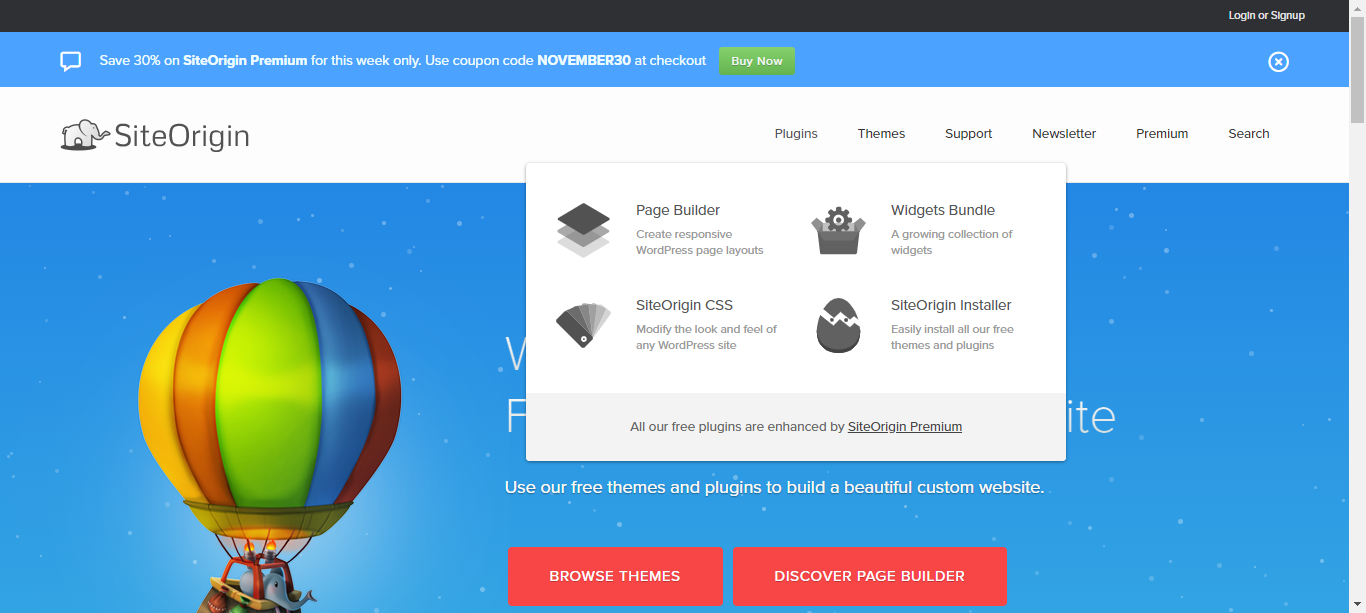 Login or Signup
Save 30% on SiteOrigin Premium for this week only. Use coupon code NOVEMBER30 at checkout
Buy Now
SiteOrigin
Plugins
Themes
Support
Newsletter
Premium
Search
Page Builder
Create responsive
WordPress page layouts
Widgets Bundle
A growing collection of
widgets
SiteOrigin CSS
Modify the look and feel of
any WordPress site
SiteOrigin Installer
Easily install all our free
themes and plugins
All our free plugins are enhanced by SiteOrigin Premium
Use our free themes and plugins to build a beautiful custom website.
BROWSE THEMES
DISCOVER PAGE BUILDER